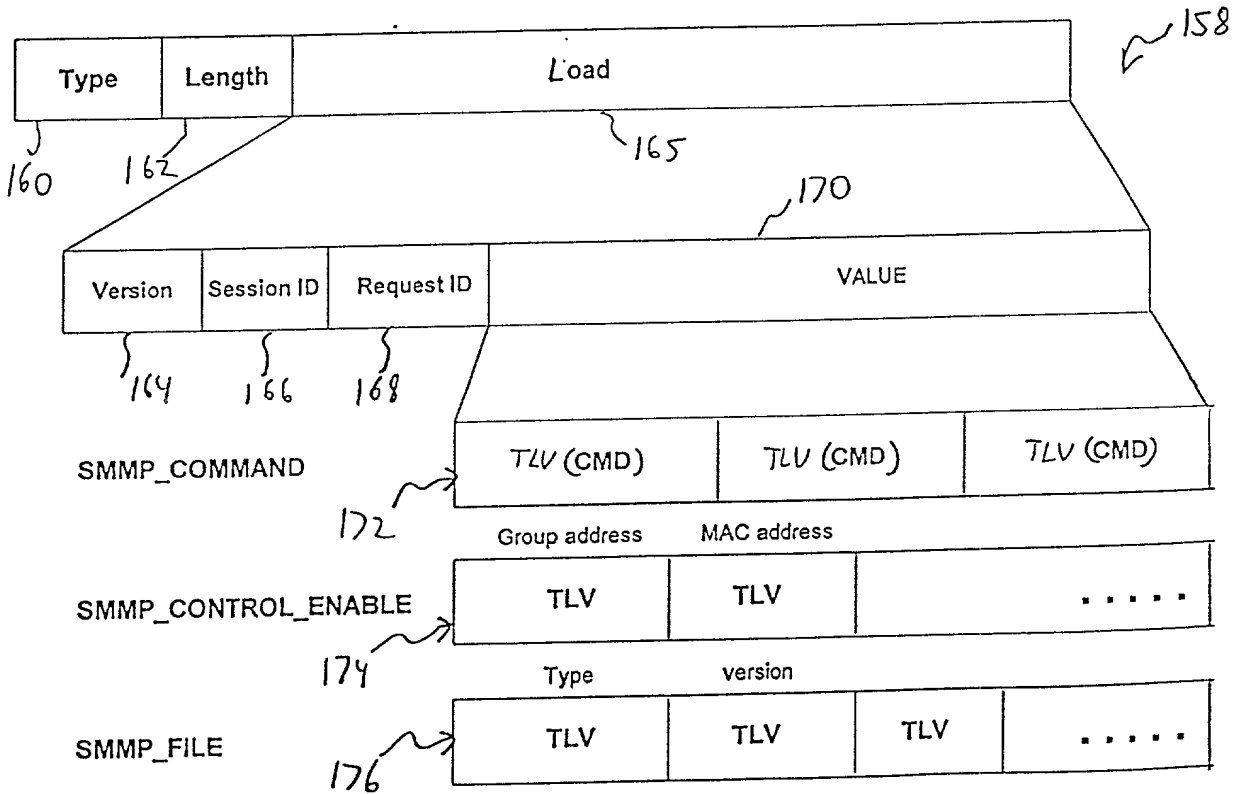 158
Type Length Load
160 162 165
170
Version Session ID Request ID VALUE
164 166 168
SMMP_COMMAND TLV (CMD) TLV (CMD) TLV (CMD)
172
Group address MAC address
SMMP_CONTROL_ENABLE TLV TLV .....
174
Type version
SMMP_FILE TLV TLV TLV .....
176